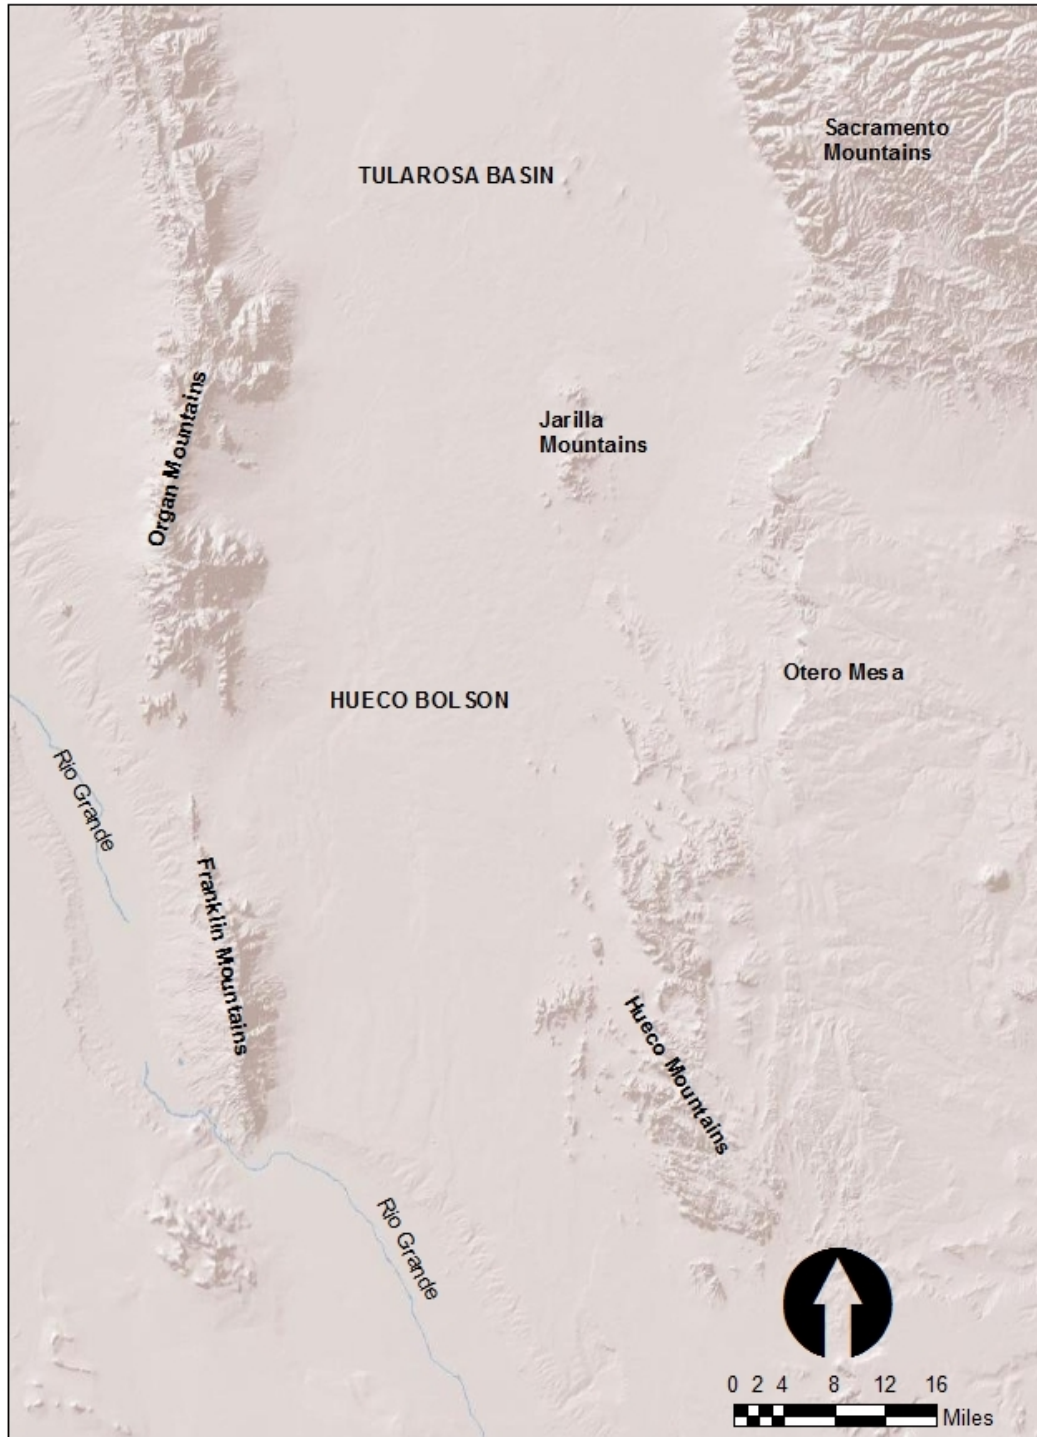 Sacramento
Mountains
TULAROSA BASIN
Organ Mountains
Jarilla
Mountains
Otero Mesa
HUECO BOLSON
Rio Grande
Franklin Mountains
Hueco Mountains
Rio Grande
0 2 4 8 12 16
Miles